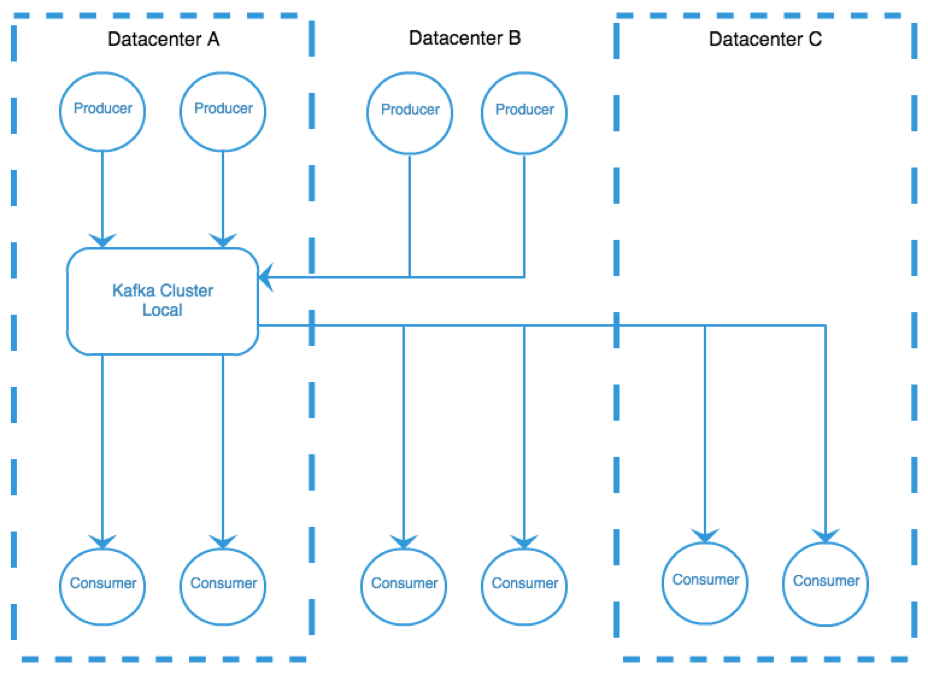 Datacenter A
Datacenter B
Datacenter C
Producer
Producer
Producer
Producer
Kafka Cluster
Local
Consumer
Consumer
Consumer
Consumer
Consumer
Consumer